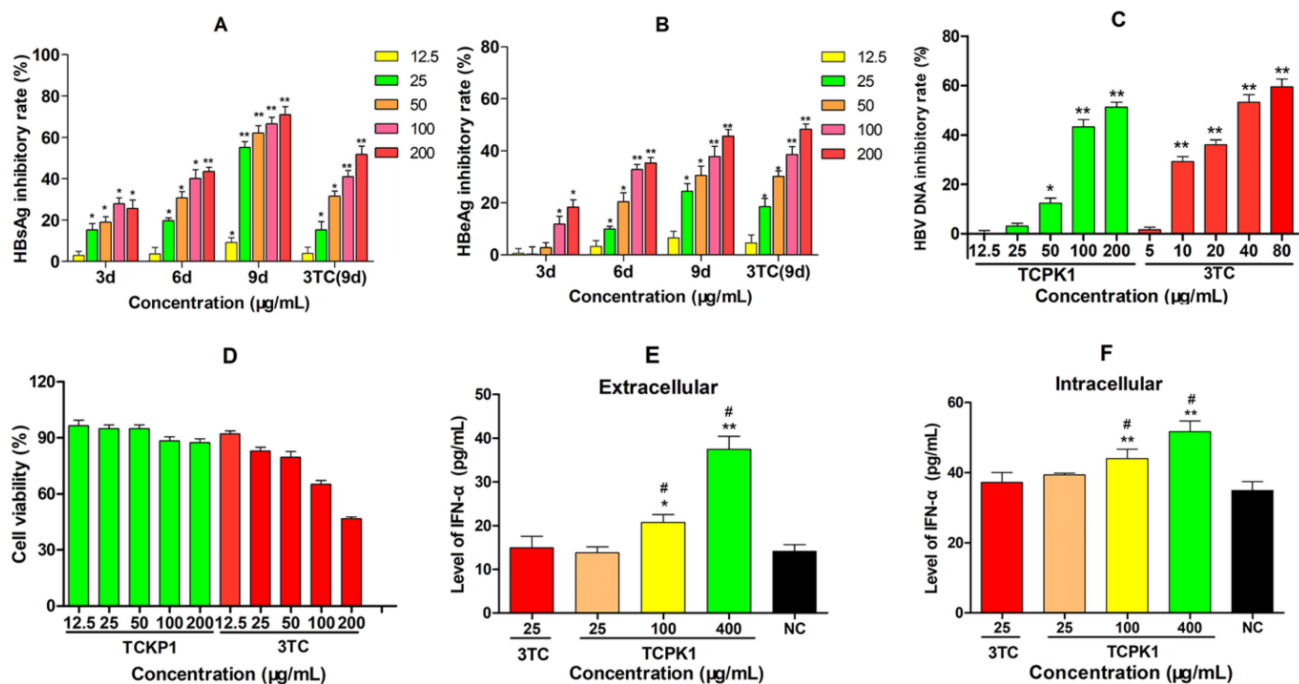 A
HBsAg inhibitory rate (%)
100
80
60
40
20
0
* * * *
* * * **
* ** ** ** **
* * ** **
3d 6d 9d 3TC(9d)
Concentration (μg/mL)
12.5
25
50
100
200
B
HBeAg inhibitory rate (%)
80
60
40
20
0
* *
* * ** **
* * ** **
* * ** **
3d 6d 9d 3TC(9d)
Concentration (μg/mL)
12.5
25
50
100
200
C
HBV DNA inhibitory rate (%)
80
60
40
20
0
* ** ** ** ** ** **
12.5 25 50 100 200 5 10 20 40 80
TCPK1 3TC
Concentration (μg/mL)
D
Cell viability (%)
120
90
60
30
0
12.5 25 50 100 200 12.5 25 50 100 200
TCKP1 3TC
Concentration (μg/mL)
E
Extracellular
Level of IFN-α (pg/mL)
50
40
30
20
10
0
# #
* **
25 25 100 400 NC
3TC TCPK1
Concentration (μg/mL)
F
Intracellular
Level of IFN-α (pg/mL)
60
40
20
0
# #
** **
25 25 100 400 NC
3TC TCPK1
Concentration (μg/mL)